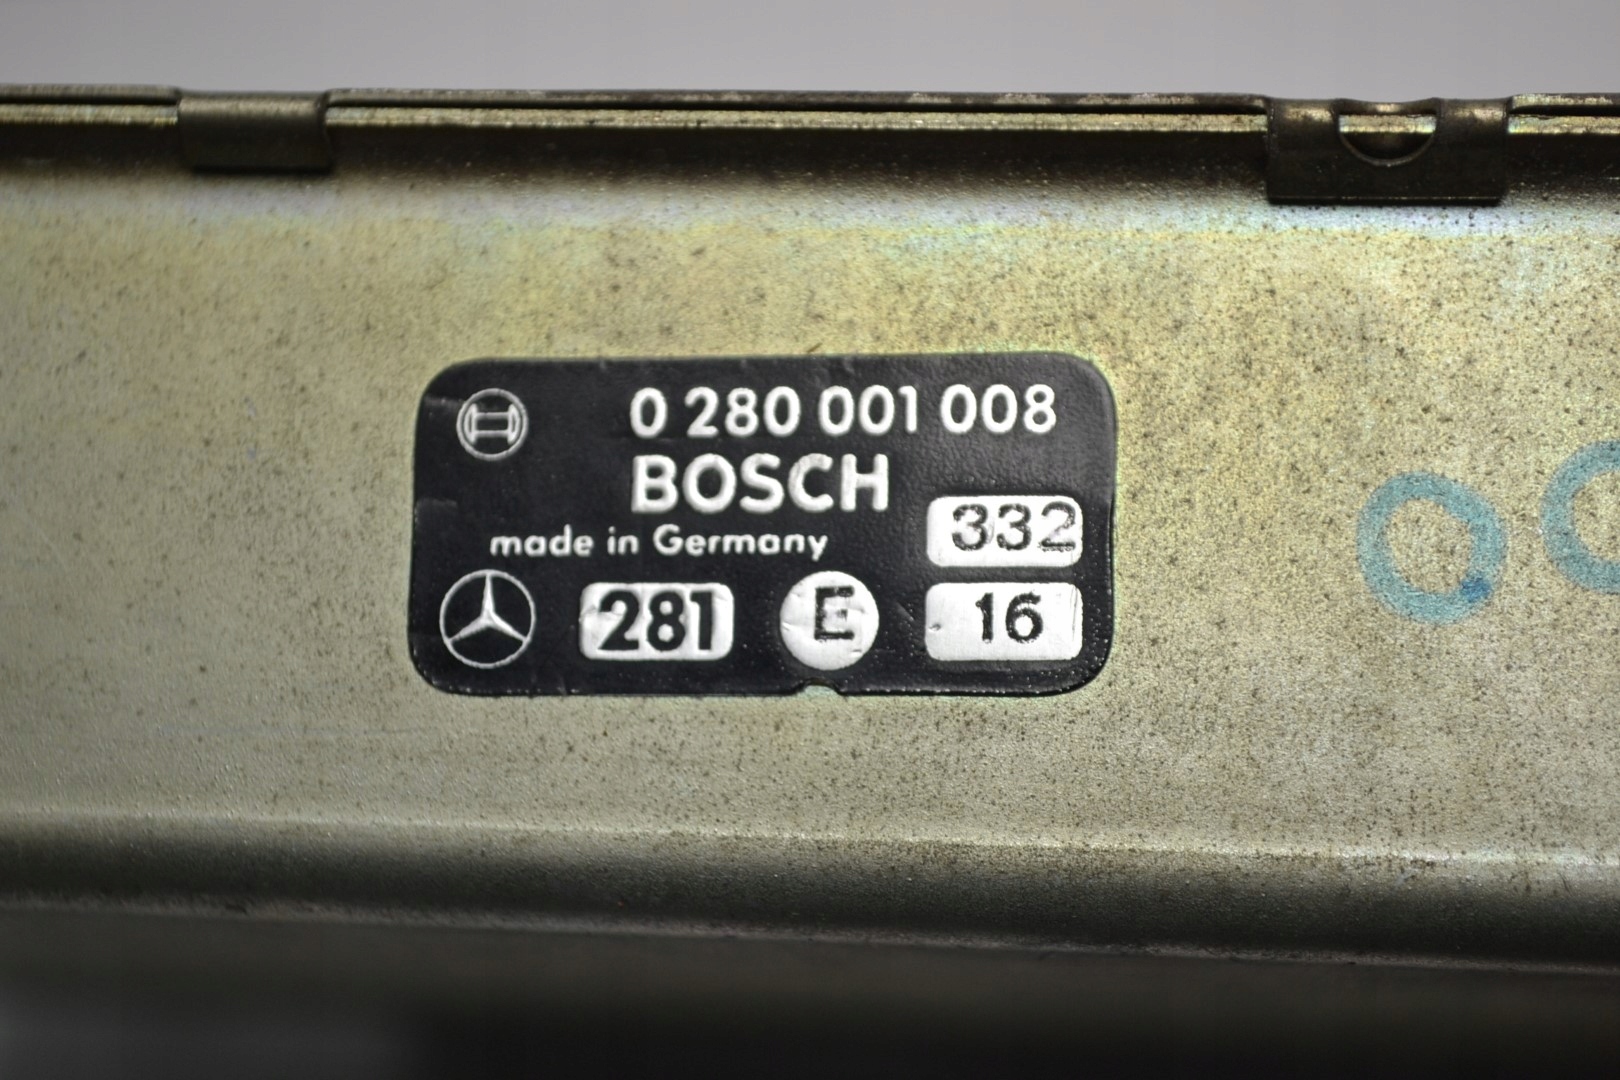 0 280 001 008
BOSCH
made in Germany
332
281 E 16